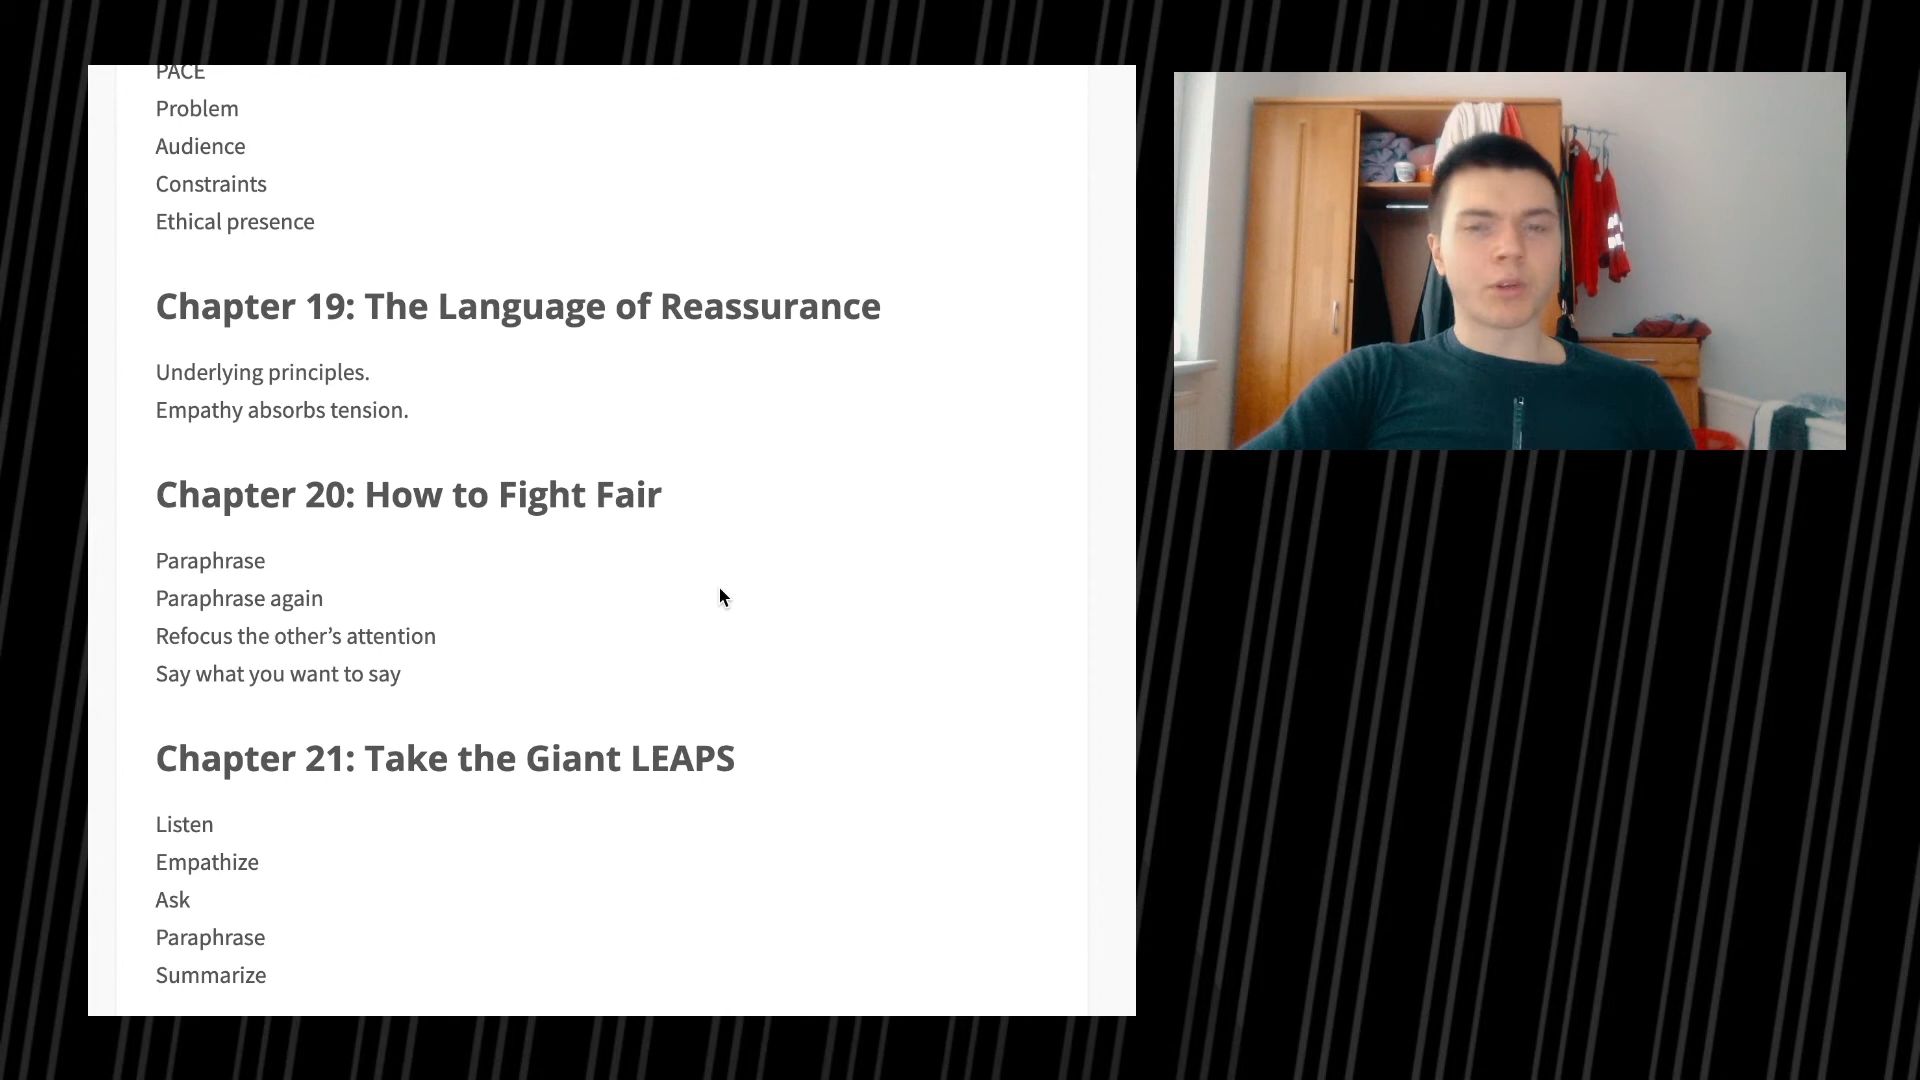 PACE
Problem
Audience
Constraints
Ethical presence
Chapter 19: The Language of Reassurance
Underlying principles.
Empathy absorbs tension.
Chapter 20: How to Fight Fair
Paraphrase
Paraphrase again
Refocus the other’s attention
Say what you want to say
Chapter 21: Take the Giant LEAPS
Listen
Empathize
Ask
Paraphrase
Summarize